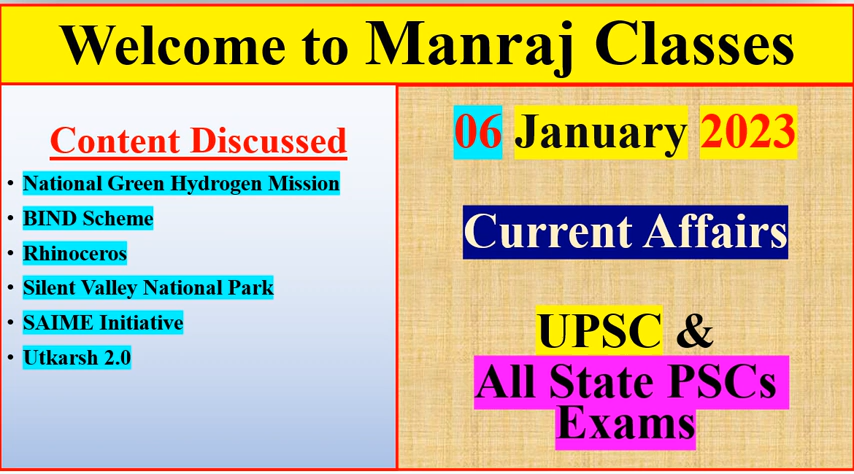 Welcome to Manraj Classes
Content Discussed
• National Green Hydrogen Mission
• BIND Scheme
• Rhinoceros
• Silent Valley National Park
• SAIME Initiative
• Utkarsh 2.0
06 January 2023
Current Affairs
UPSC &
All State PSCs
Exams